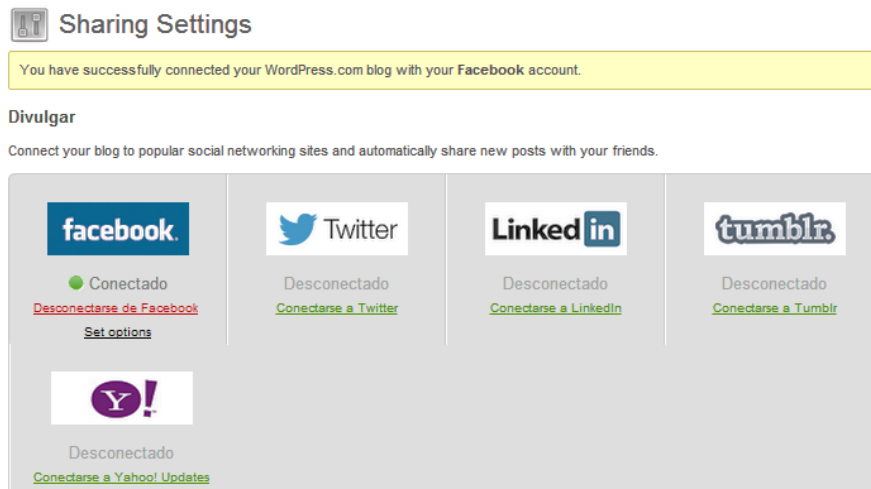 Sharing Settings
You have successfully connected your WordPress.com blog with your Facebook account.
Divulgar
Connect your blog to popular social networking sites and automatically share new posts with your friends.
facebook.
Conectado
Desconectarse de Facebook
Set options
Twitter
Desconectado
Conectarse a Twitter
Linked in
Desconectado
Conectarse a LinkedIn
tumblr.
Desconectado
Conectarse a Tumblr
Y!
Desconectado
Conectarse a Yahoo! Updates